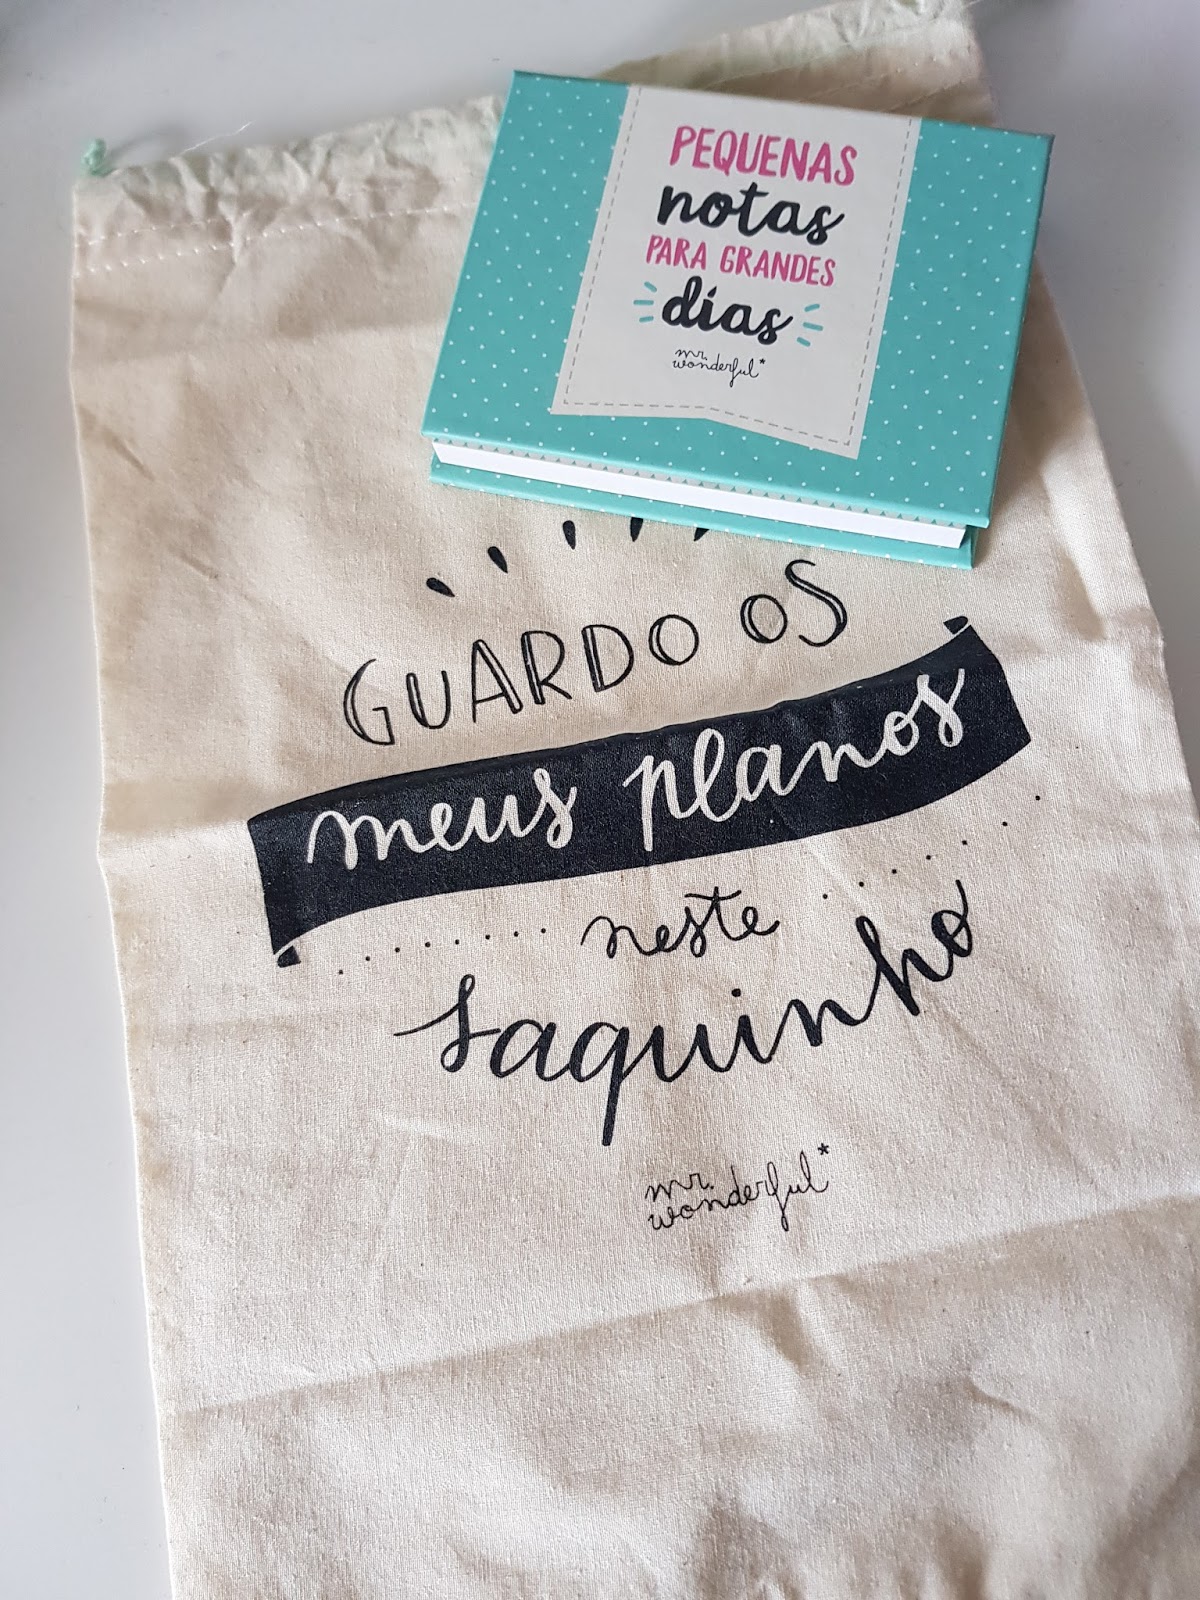 PEQUENAS
notas
PARA GRANDES
dias
mr.
wonderful*
GUARDO OS
meus planos
neste
saquinho
mr.
wonderful*